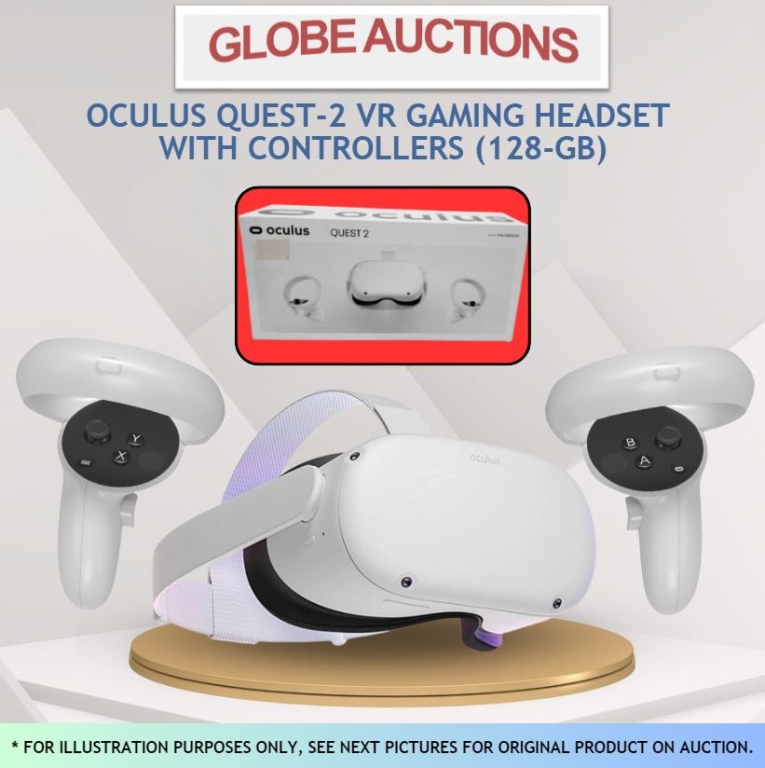 GLOBE AUCTIONS
OCULUS QUEST-2 VR GAMING HEADSET
WITH CONTROLLERS (128-GB)
oculus
oculus
QUEST 2
oculus
Y
X
B
A
* FOR ILLUSTRATION PURPOSES ONLY, SEE NEXT PICTURES FOR ORIGINAL PRODUCT ON AUCTION.